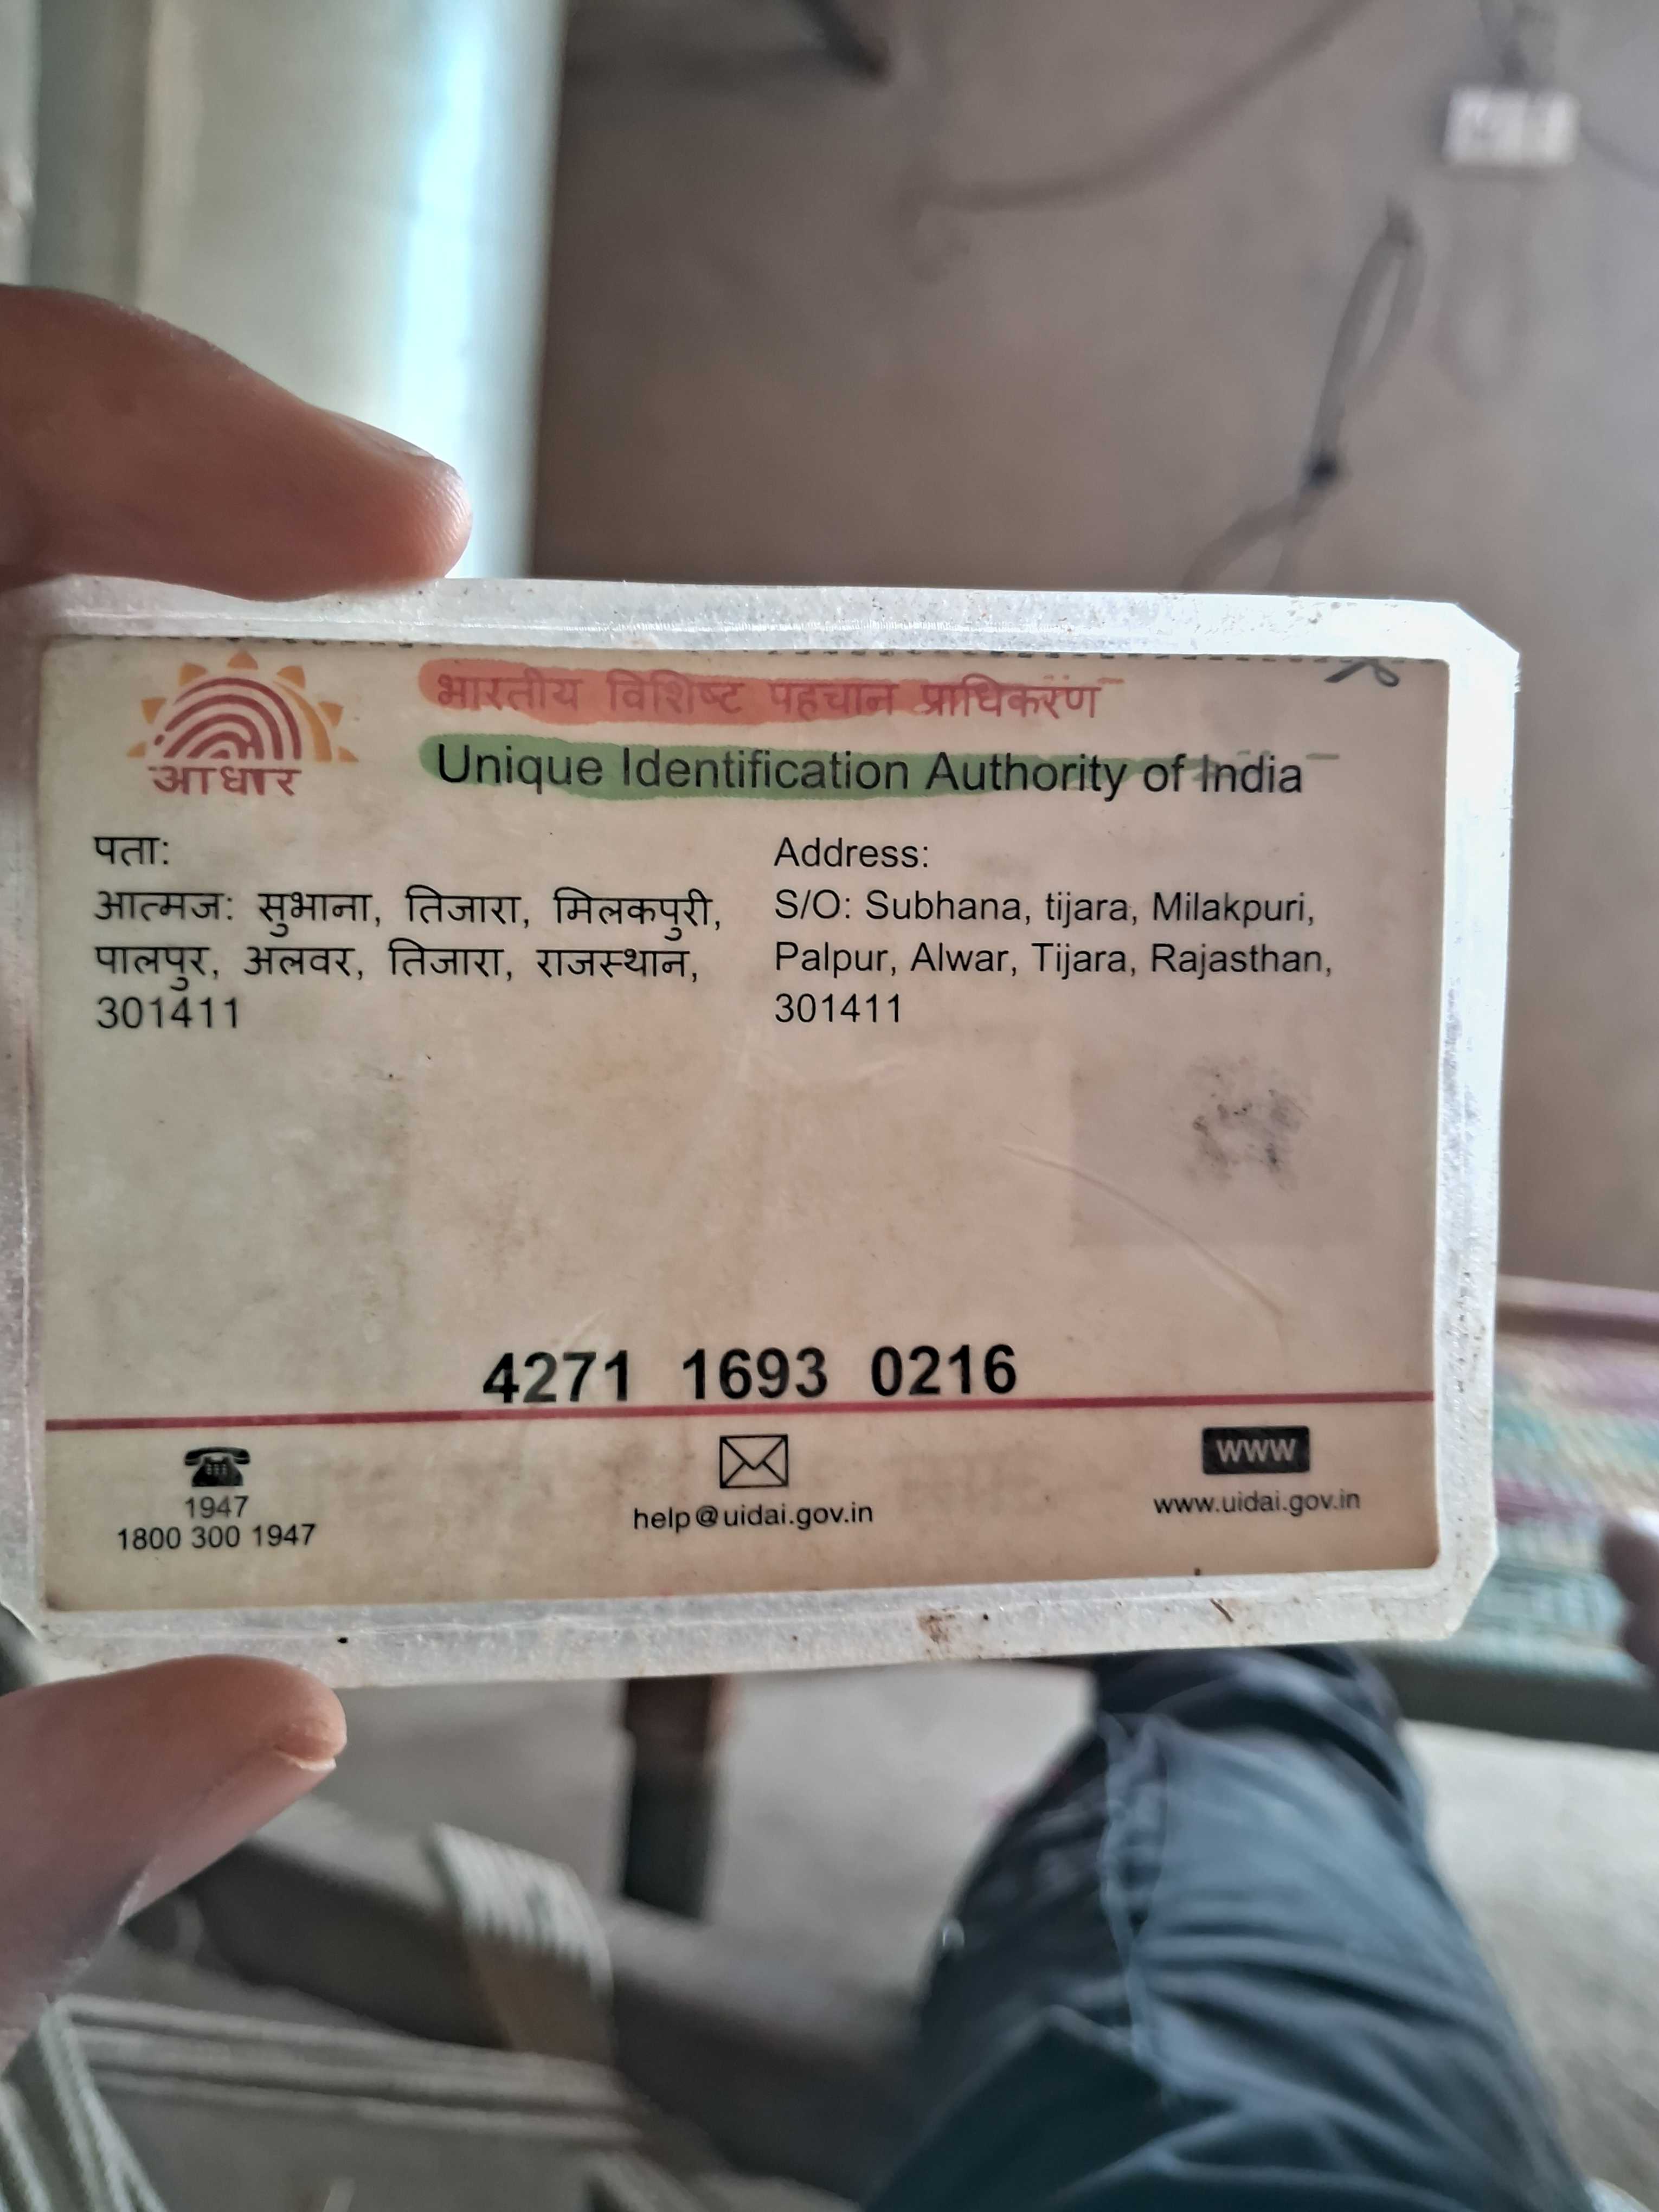 आधार
भारतीय विशिष्ट पहचान प्राधिकरण
Unique Identification Authority of India
पता:
आत्मज: सुभाना, तिजारा, मिलकपुरी,
पालपुर, अलवर, तिजारा, राजस्थान,
301411
Address:
S/O: Subhana, tijara, Milakpuri,
Palpur, Alwar, Tijara, Rajasthan,
301411
4271 1693 0216
1947
1800 300 1947
help@uidai.gov.in
www
www.uidai.gov.in